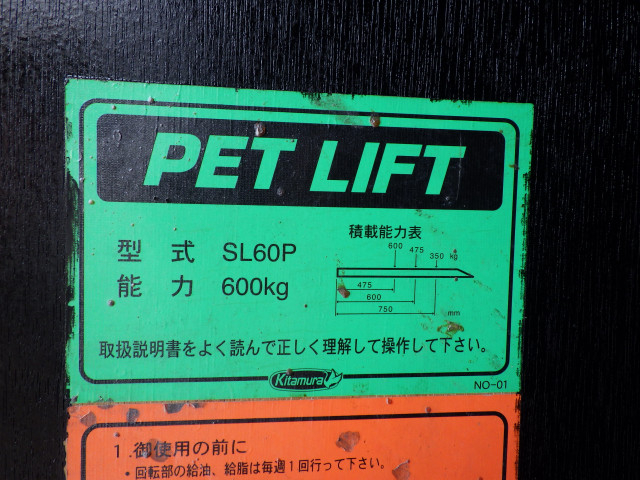 PET LIFT
型式 SL60P
能力 600kg
積載能力表
600 475 350 kg
475
600
750 mm
取扱説明書をよく読んで正しく理解して操作して下さい。
Kitamura
NO-01
1.御使用の前に
・回転部の給油、給脂は毎週1回行って下さい。